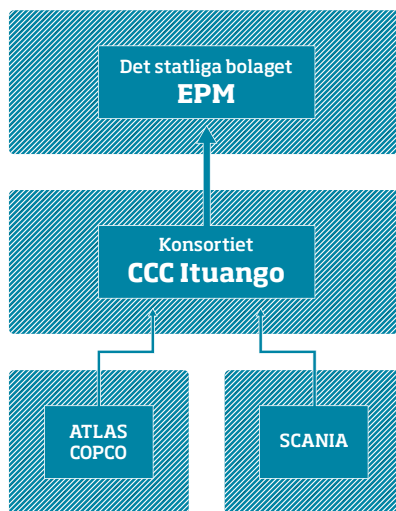 Det statliga bolaget
EPM
Konsortiet
CCC Ituango
ATLAS
COPCO
SCANIA